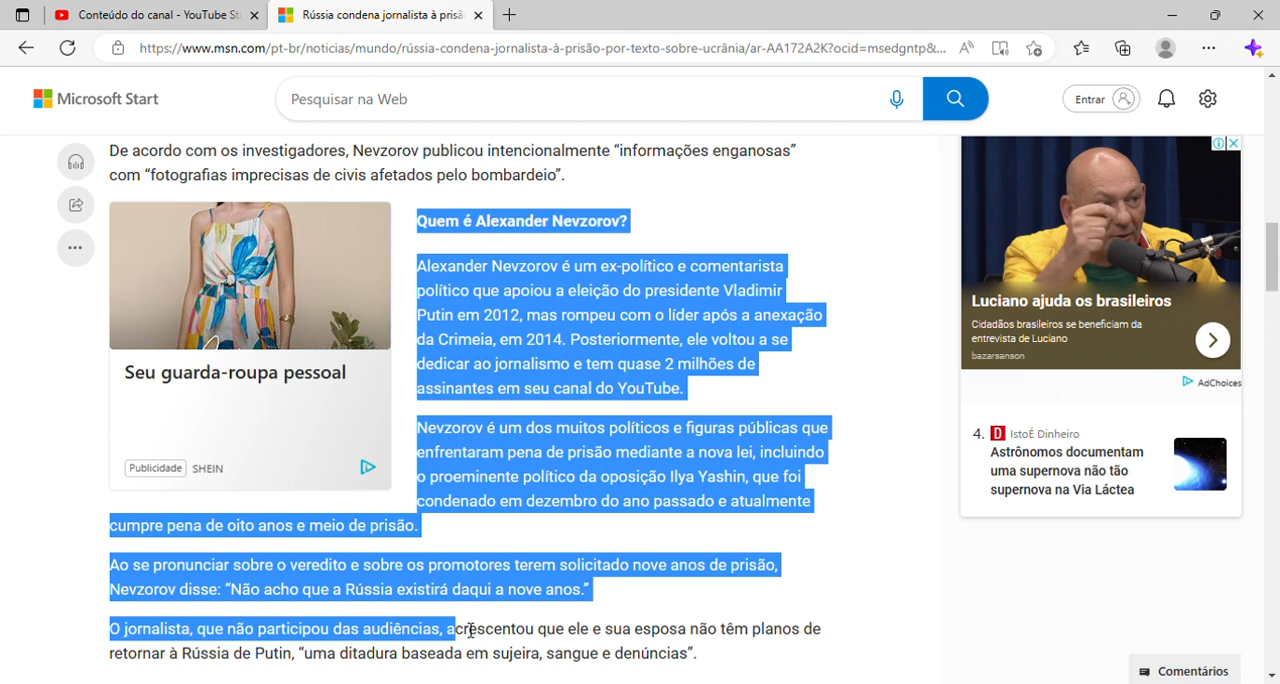 Conteúdo do canal - YouTube St
Rússia condena jornalista à prisã
https://www.msn.com/pt-br/noticias/mundo/rússia-condena-jornalista-à-prisão-por-texto-sobre-ucrânia/ar-AA172A2K?ocid=msedgntp&...
Microsoft Start
Pesquisar na Web
Entrar
De acordo com os investigadores, Nevzorov publicou intencionalmente “informações enganosas”
com “fotografias imprecisas de civis afetados pelo bombardeio”.
Seu guarda-roupa pessoal
Publicidade SHEIN
Quem é Alexander Nevzorov?
Alexander Nevzorov é um ex-político e comentarista
político que apoiou a eleição do presidente Vladimir
Putin em 2012, mas rompeu com o líder após a anexação
da Crimeia, em 2014. Posteriormente, ele voltou a se
dedicar ao jornalismo e tem quase 2 milhões de
assinantes em seu canal do YouTube.
Nevzorov é um dos muitos políticos e figuras públicas que
enfrentaram pena de prisão mediante a nova lei, incluindo
o proeminente político da oposição Ilya Yashin, que foi
condenado em dezembro do ano passado e atualmente
cumpre pena de oito anos e meio de prisão.
Ao se pronunciar sobre o veredito e sobre os promotores terem solicitado nove anos de prisão,
Nevzorov disse: “Não acho que a Rússia existirá daqui a nove anos.”
O jornalista, que não participou das audiências, acrescentou que ele e sua esposa não têm planos de
retornar à Rússia de Putin, “uma ditadura baseada em sujeira, sangue e denúncias”.
Luciano ajuda os brasileiros
Cidadãos brasileiros se beneficiam da
entrevista de Luciano
bazarsanson
AdChoices
4. D IstoÉ Dinheiro
Astrônomos documentam
uma supernova não tão
supernova na Via Láctea
Comentários